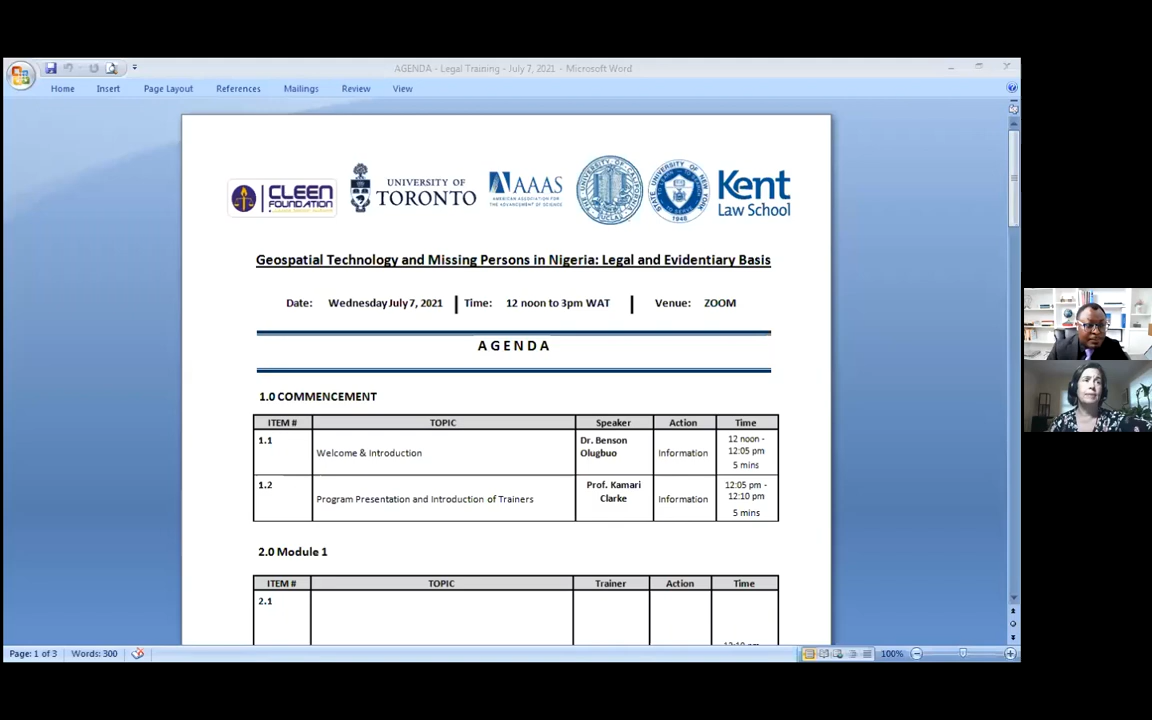 AGENDA - Legal Training - July 7, 2021 - Microsoft Word
Home Insert Page Layout References Mailings Review View
CLEEN
FOUNDATION
UNIVERSITY OF
TORONTO
AAAS
AMERICAN ASSOCIATION FOR
THE ADVANCEMENT OF SCIENCE
STATE UNIVERSITY OF NEW YORK
1948
Kent
Law School
Geospatial Technology and Missing Persons in Nigeria: Legal and Evidentiary Basis
Date: Wednesday July 7, 2021 | Time: 12 noon to 3pm WAT | Venue: ZOOM
A G E N D A
1.0 COMMENCEMENT
ITEM # TOPIC Speaker Action Time
1.1 Welcome & Introduction Dr. Benson Olugbuo Information 12 noon - 12:05 pm 5 mins
1.2 Program Presentation and Introduction of Trainers Prof. Kamari Clarke Information 12:05 pm - 12:10 pm 5 mins
2.0 Module 1
ITEM # TOPIC Trainer Action Time
2.1
Page: 1 of 3 Words: 300 100%